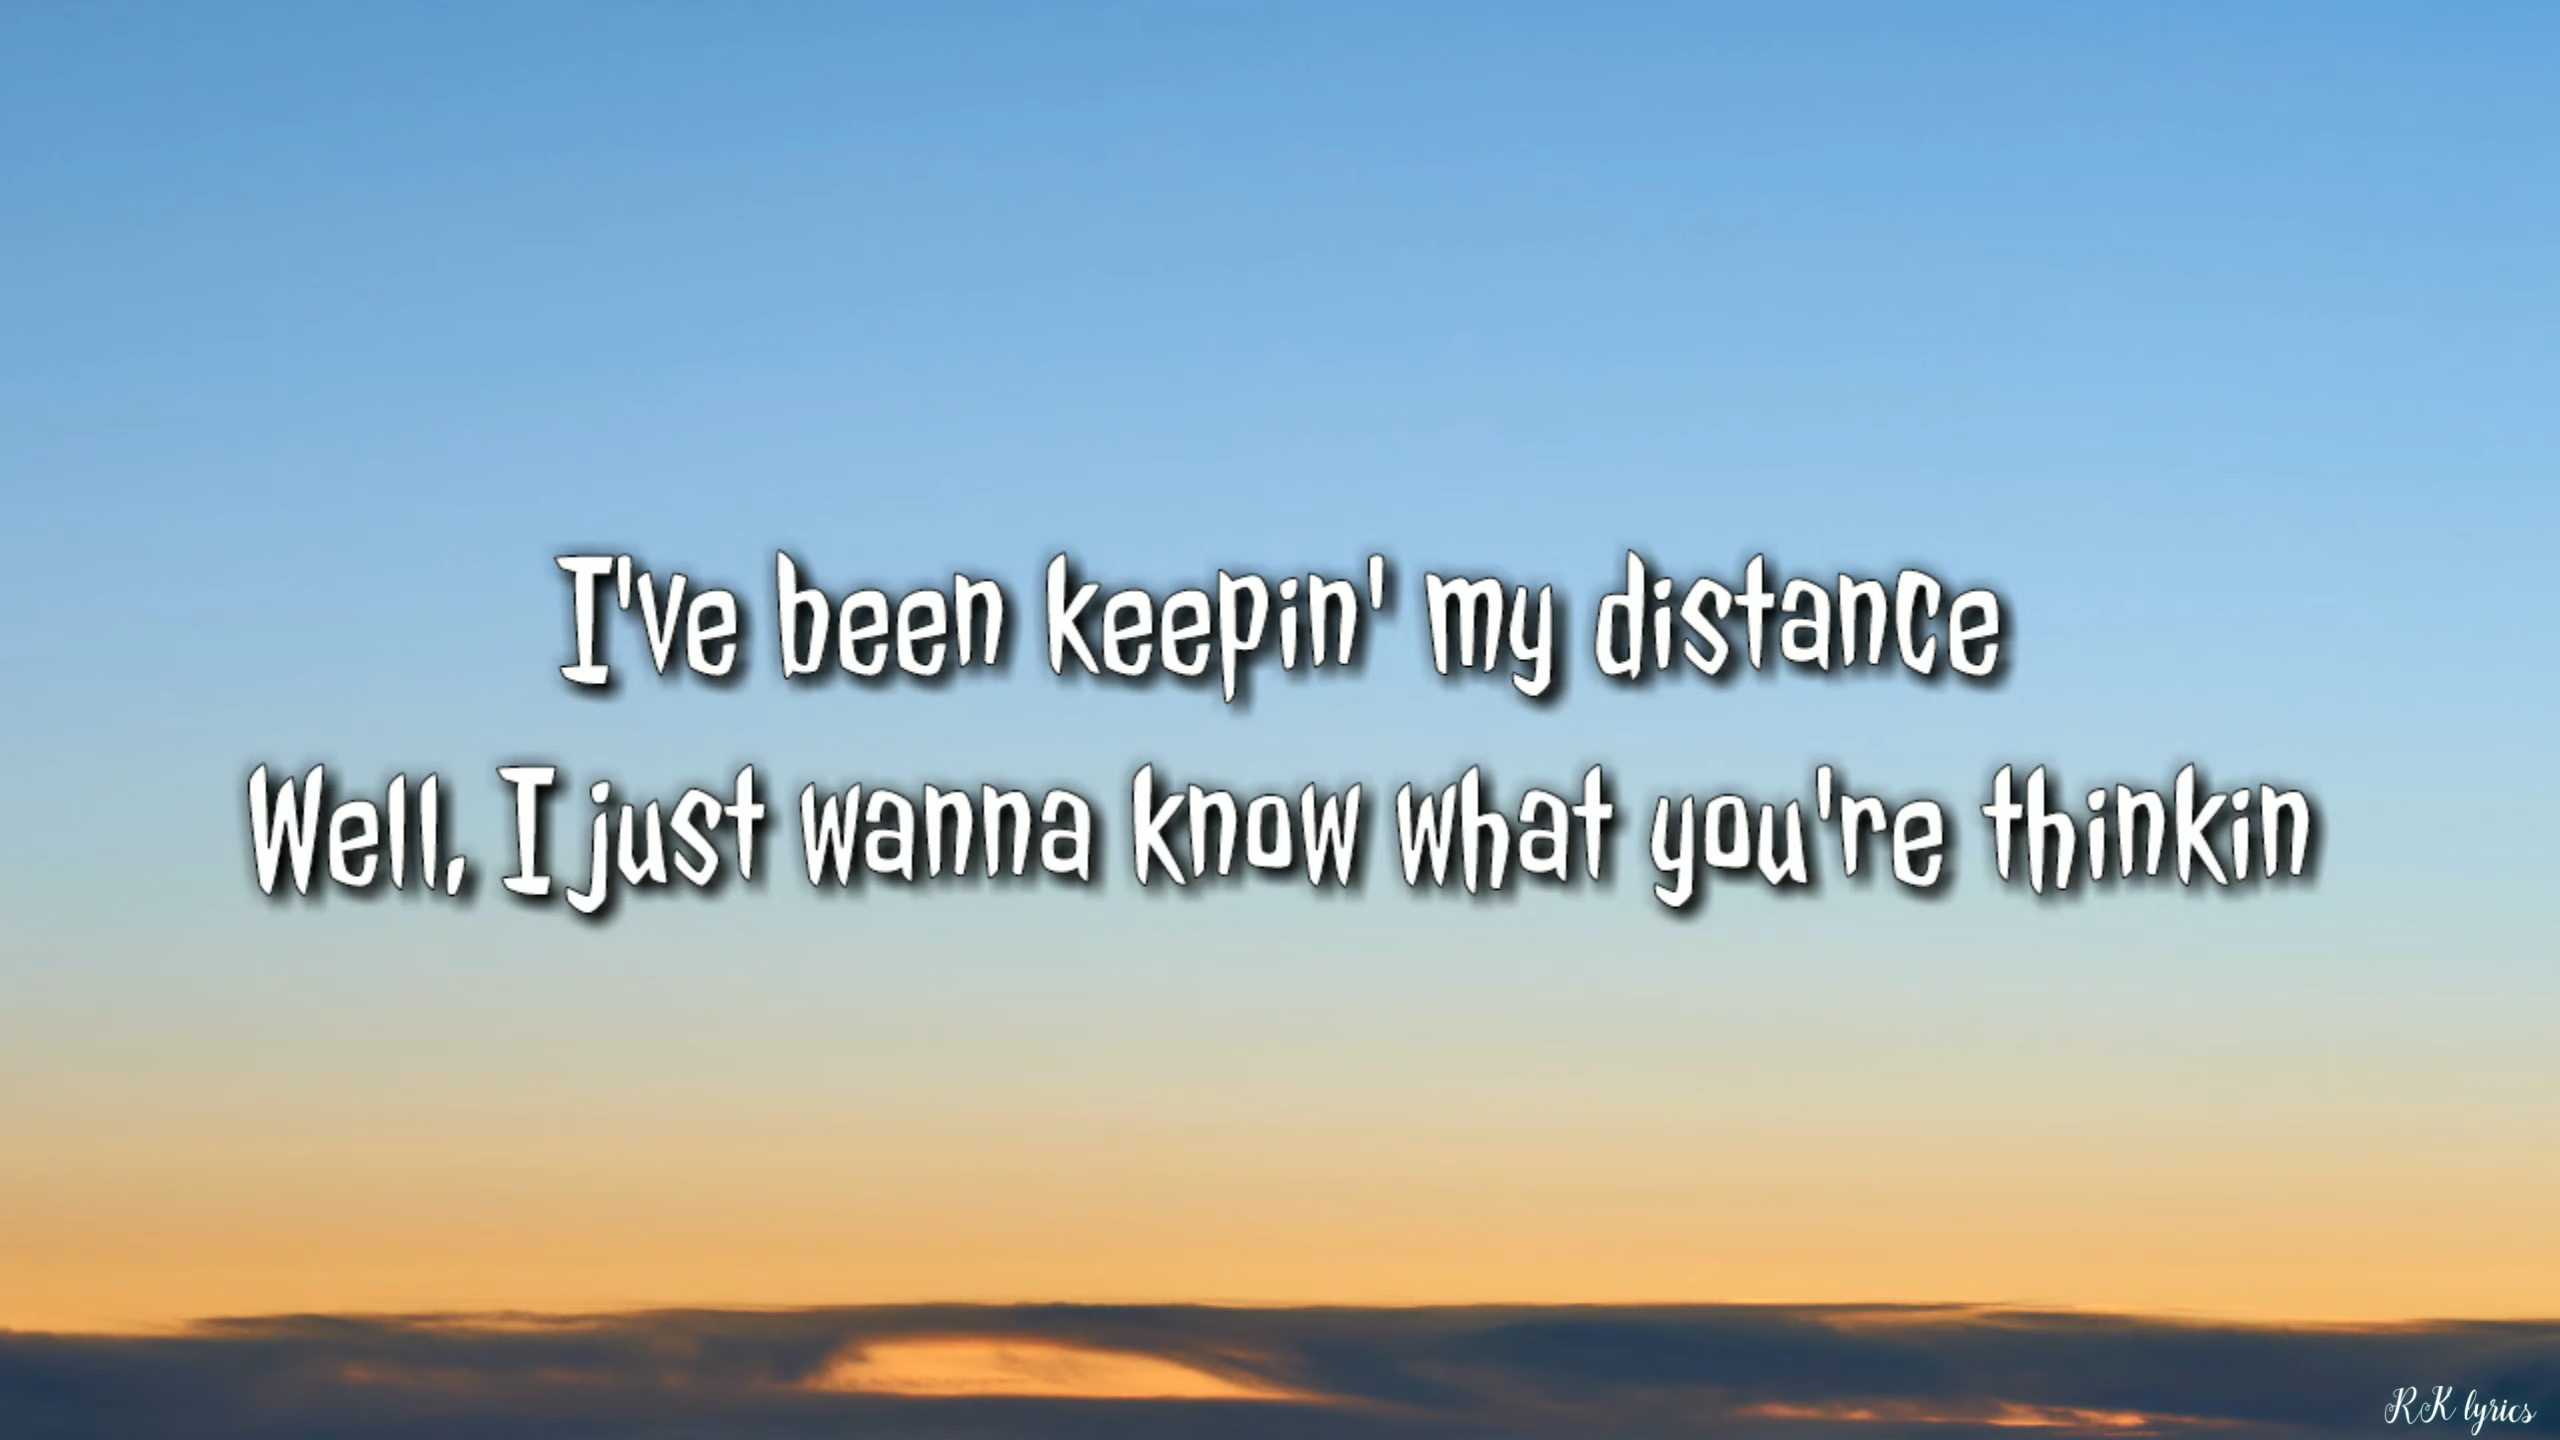 I've been keepin' my distance
Well, I just wanna know what you're thinkin
RK lyrics